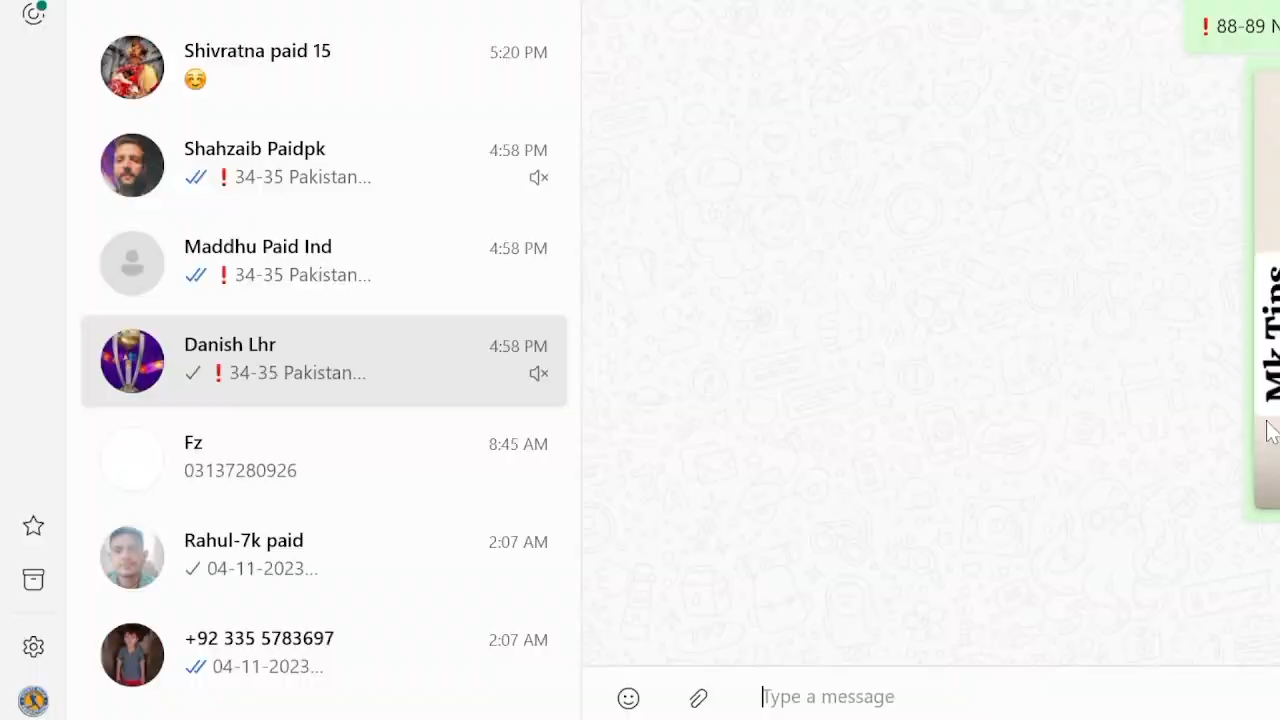 Shivratna paid 15
5:20 PM
☺️
Shahzaib Paidpk
4:58 PM
❗34-35 Pakistan...
Maddhu Paid Ind
4:58 PM
❗34-35 Pakistan...
Danish Lhr
4:58 PM
❗34-35 Pakistan...
Fz
8:45 AM
03137280926
Rahul-7k paid
2:07 AM
04-11-2023...
+92 335 5783697
2:07 AM
04-11-2023...
❗88-89 N
Mk Tips
Type a message